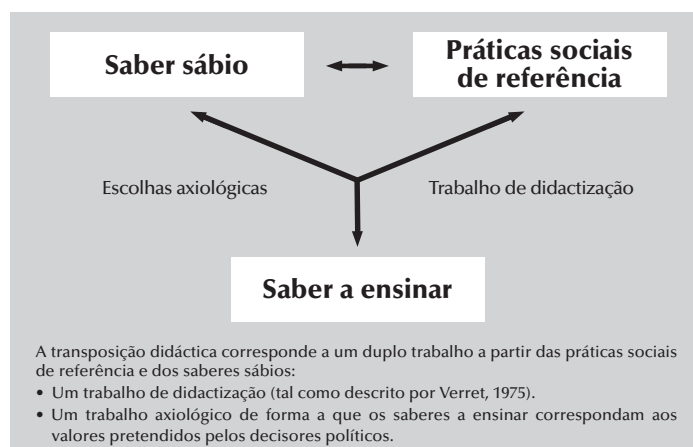 Saber sábio
Práticas sociais
de referência
Escolhas axiológicas
Trabalho de didactização
Saber a ensinar
A transposição didáctica corresponde a um duplo trabalho a partir das práticas sociais
de referência e dos saberes sábios:
• Um trabalho de didactização (tal como descrito por Verret, 1975).
• Um trabalho axiológico de forma a que os saberes a ensinar correspondam aos
valores pretendidos pelos decisores políticos.